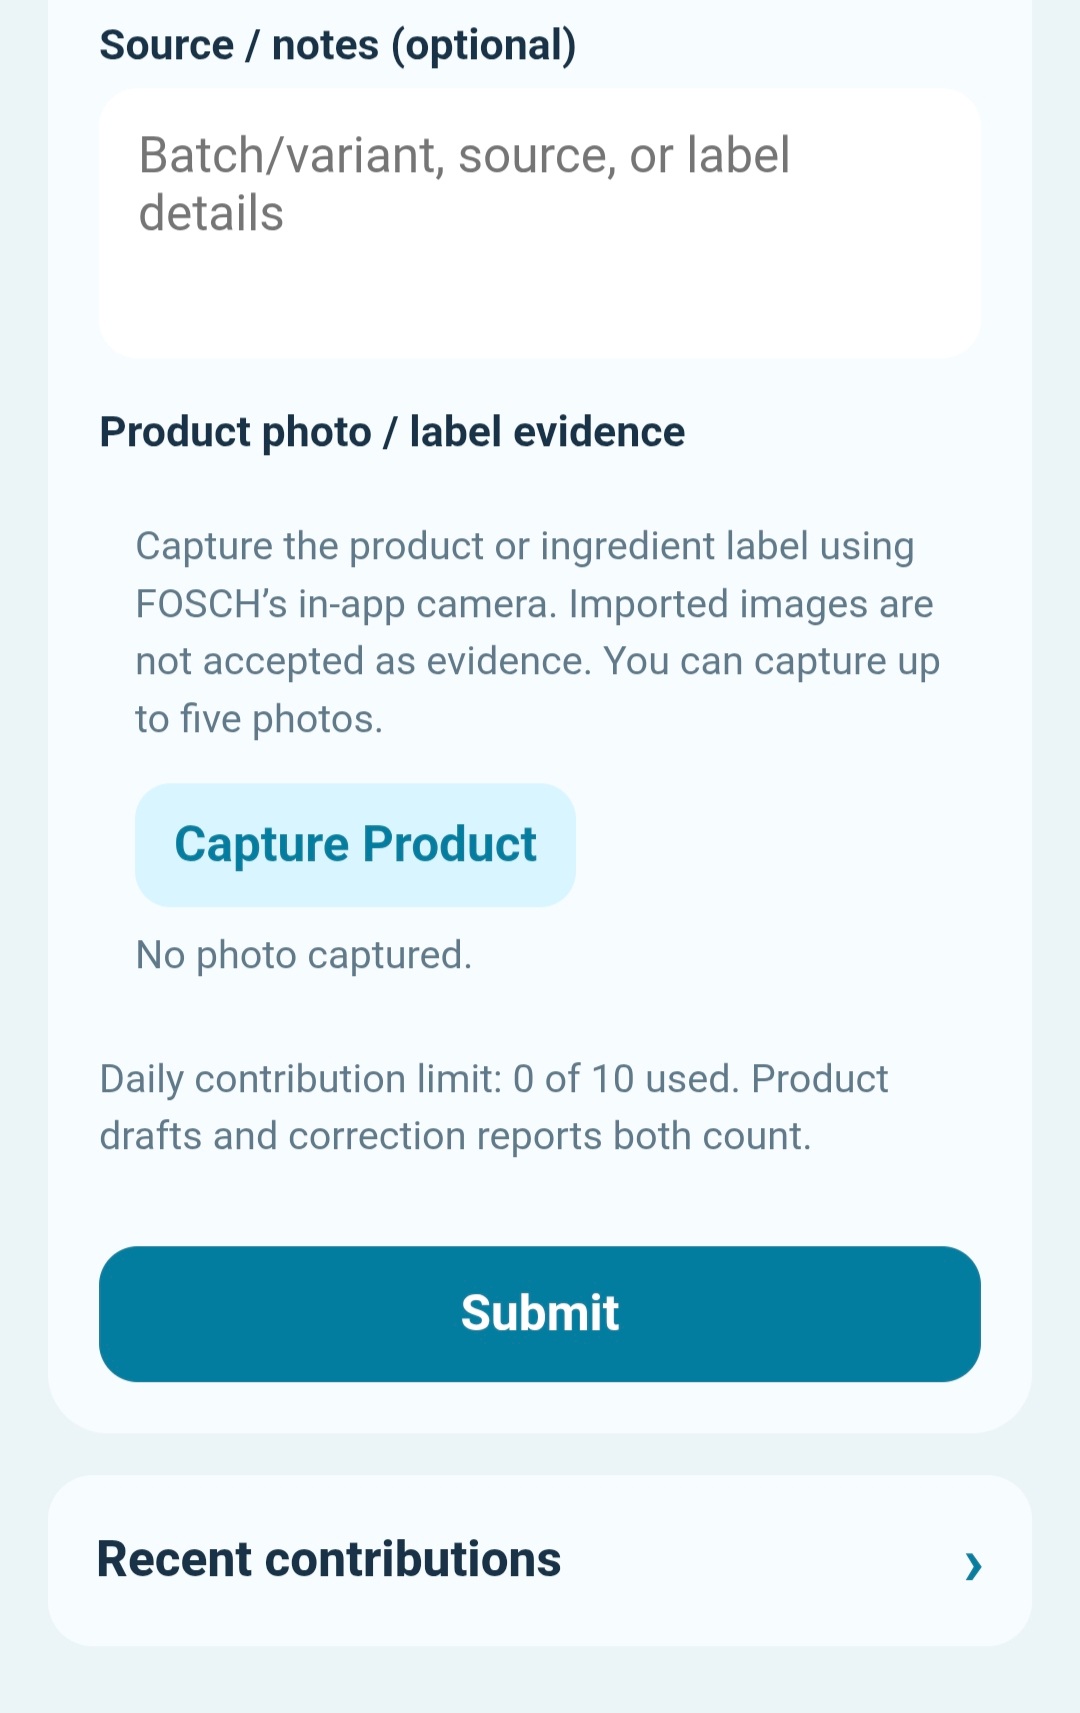 Source / notes (optional)
Batch/variant, source, or label
details
Product photo / label evidence
Capture the product or ingredient label using
FOSCH’s in-app camera. Imported images are
not accepted as evidence. You can capture up
to five photos.
Capture Product
No photo captured.
Daily contribution limit: 0 of 10 used. Product
drafts and correction reports both count.
Submit
Recent contributions ›